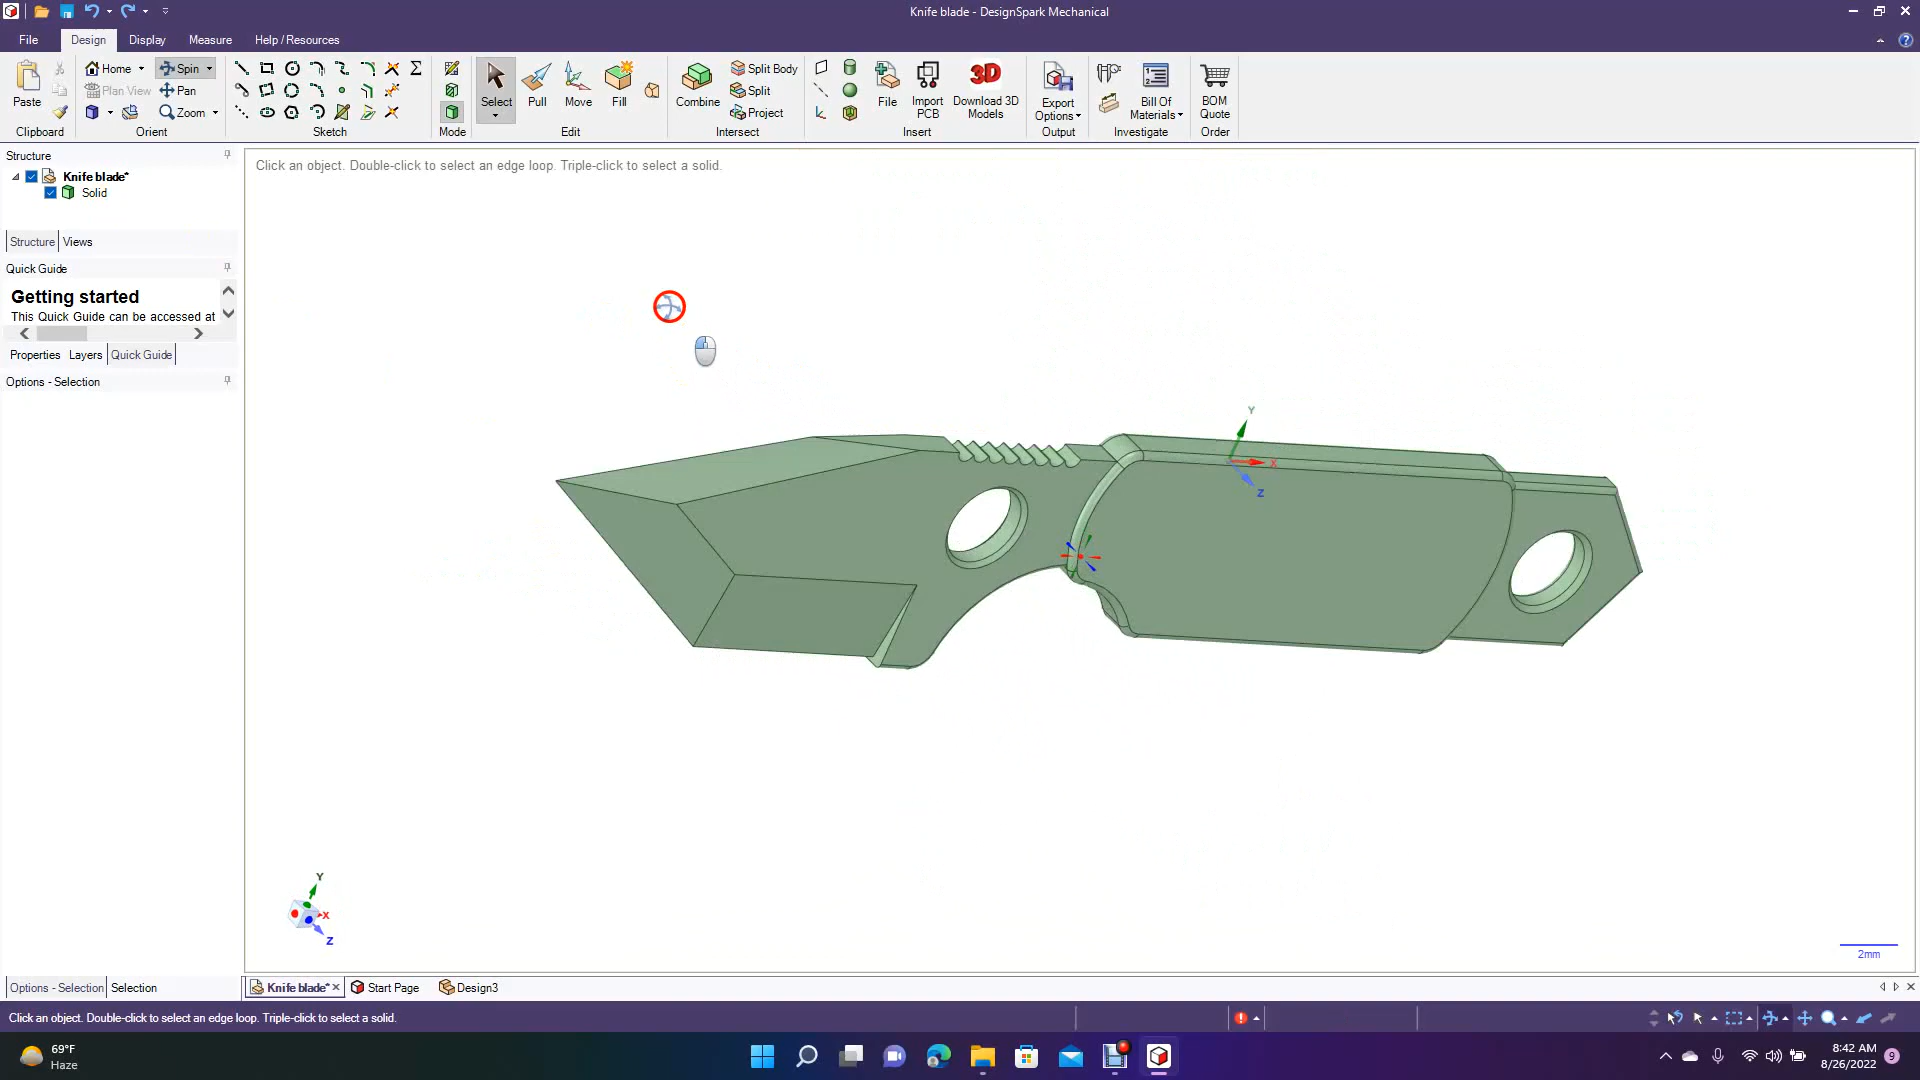 Knife blade - DesignSpark Mechanical
File Design Display Measure Help / Resources
Paste
Clipboard
Home Spin
Plan View Pan
Zoom
Orient
Sketch
Mode
Select Pull Move Fill
Edit
Combine Split Body
Split
Project
Intersect
File Import PCB Download 3D Models
3D
Insert
Export Options
Output
Bill Of Materials
Investigate
BOM Quote
Order
Structure
Knife blade*
Solid
Structure Views
Quick Guide
Getting started
This Quick Guide can be accessed at
Properties Layers Quick Guide
Options - Selection
Click an object. Double-click to select an edge loop. Triple-click to select a solid.
Y
X
Z
Y
X
Z
2mm
Options - Selection Selection
Knife blade* Start Page Design3
Click an object. Double-click to select an edge loop. Triple-click to select a solid.
69°F
Haze
8:42 AM
8/26/2022
9